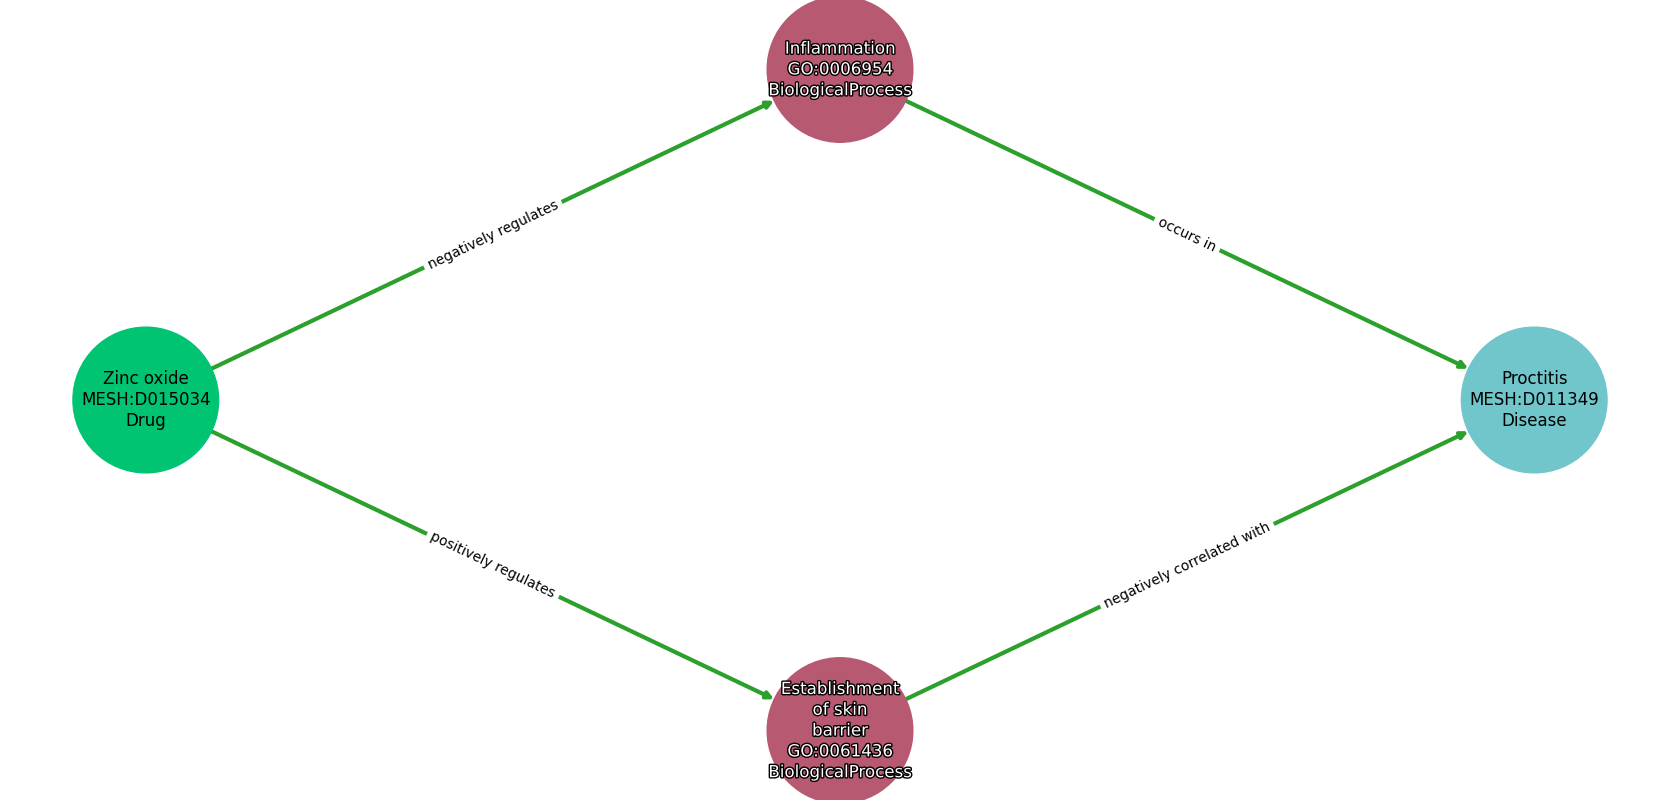 Inflammation
GO:0006954
BiologicalProcess
negatively regulates
occurs in
Zinc oxide
MESH:D015034
Drug
Proctitis
MESH:D011349
Disease
positively regulates
negatively correlated with
Establishment
of skin
barrier
GO:0061436
BiologicalProcess